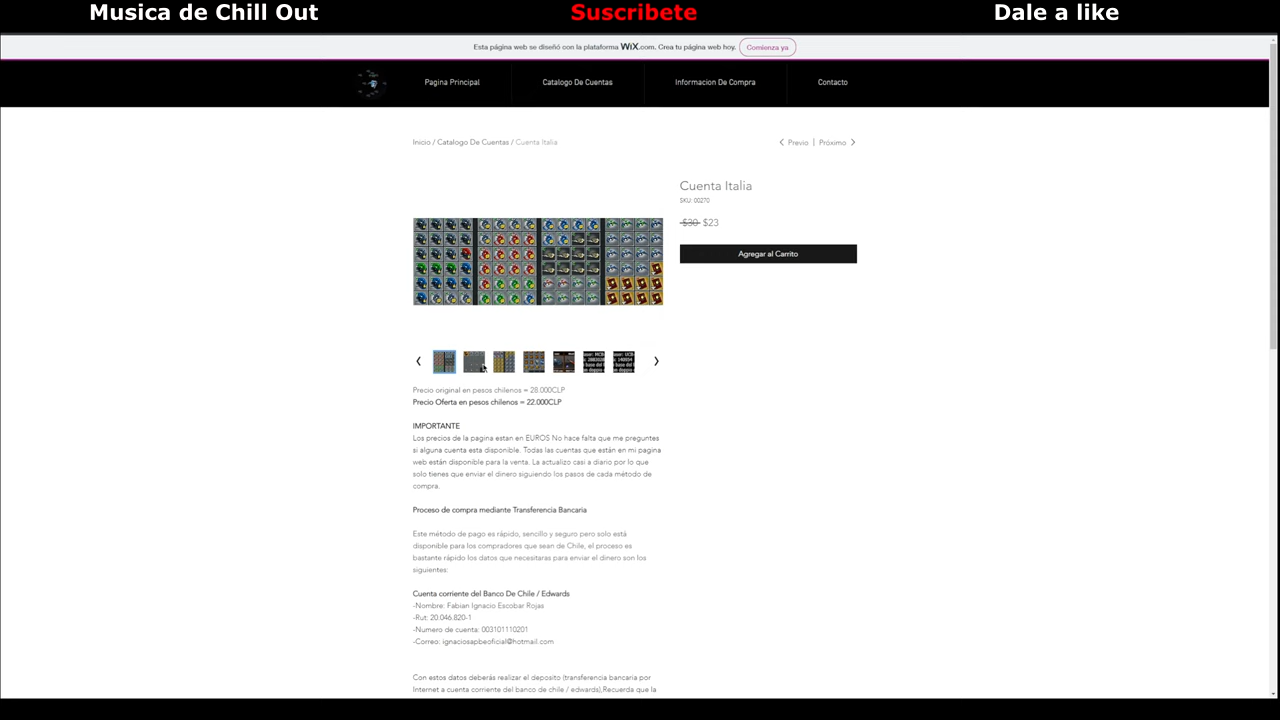 Musica de Chill Out
Suscribete
Dale a like
Esta página web se diseñó con la plataforma WiX.com. Crea tu página web hoy.
Comienza ya
Pagina Principal
Catalogo De Cuentas
Informacion De Compra
Contacto
Inicio / Catalogo De Cuentas / Cuenta Italia
Previo | Próximo
Cuenta Italia
SKU: 00270
$30 $23
Agregar al Carrito
Precio original en pesos chilenos = 28.000CLP
Precio Oferta en pesos chilenos = 22.000CLP
IMPORTANTE
Los precios de la pagina estan en EUROS No hace falta que me preguntes
si alguna cuenta esta disponible. Todas las cuentas que están en mi pagina
web están disponible para la venta. La actualizo casi a diario por lo que
solo tienes que enviar el dinero siguiendo los pasos de cada método de
compra.
Proceso de compra mediante Transferencia Bancaria
Este método de pago es rápido, sencillo y seguro pero solo está
disponible para los compradores que sean de Chile, el proceso es
bastante rápido los datos que necesitaras para enviar el dinero son los
siguientes:
Cuenta corriente del Banco De Chile / Edwards
-Nombre: Fabian Ignacio Escobar Rojas
-Rut: 20.046.820-1
-Numero de cuenta: 003101110201
-Correo: ignaciosapbeoficial@hotmail.com
Con estos datos deberás realizar el deposito (transferencia bancaria por
Internet a cuenta corriente del banco de chile / edwards),Recuerda que la